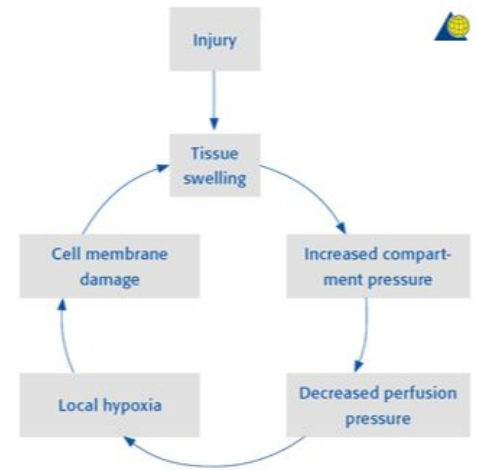 Injury
Tissue
swelling
Increased compart-
ment pressure
Decreased perfusion
pressure
Local hypoxia
Cell membrane
damage